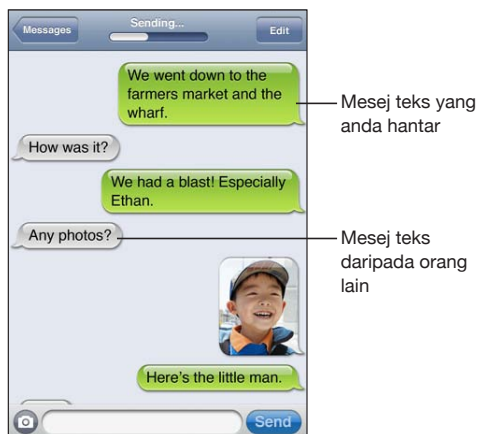 Messages
Sending...
Edit
We went down to the
farmers market and the
wharf.
Mesej teks yang
anda hantar
How was it?
We had a blast! Especially
Ethan.
Any photos?
Mesej teks
daripada orang
lain
Here's the little man.
Send